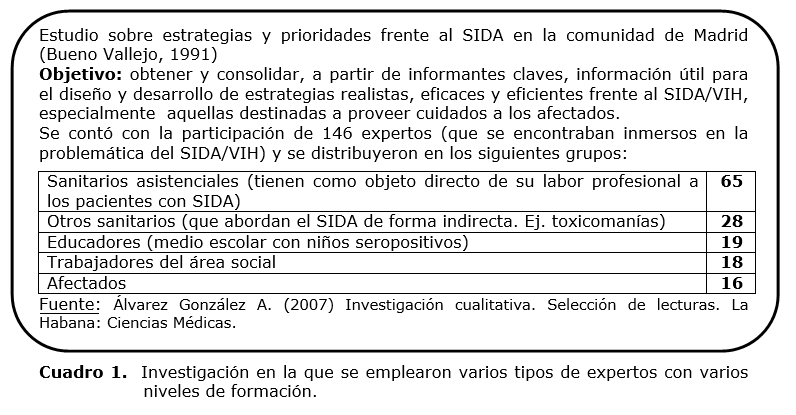 Estudio sobre estrategias y prioridades frente al SIDA en la comunidad de Madrid
(Bueno Vallejo, 1991)
Objetivo: obtener y consolidar, a partir de informantes claves, información útil para
el diseño y desarrollo de estrategias realistas, eficaces y eficientes frente al SIDA/VIH,
especialmente aquellas destinadas a proveer cuidados a los afectados.
Se contó con la participación de 146 expertos (que se encontraban inmersos en la
problemática del SIDA/VIH) y se distribuyeron en los siguientes grupos:
Sanitarios asistenciales (tienen como objeto directo de su labor profesional a 65
los pacientes con SIDA)
Otros sanitarios (que abordan el SIDA de forma indirecta. Ej. toxicomanías) 28
Educadores (medio escolar con niños seropositivos) 19
Trabajadores del área social 18
Afectados 16
Fuente: Álvarez González A. (2007) Investigación cualitativa. Selección de lecturas. La
Habana: Ciencias Médicas.
Cuadro 1. Investigación en la que se emplearon varios tipos de expertos con varios
niveles de formación.